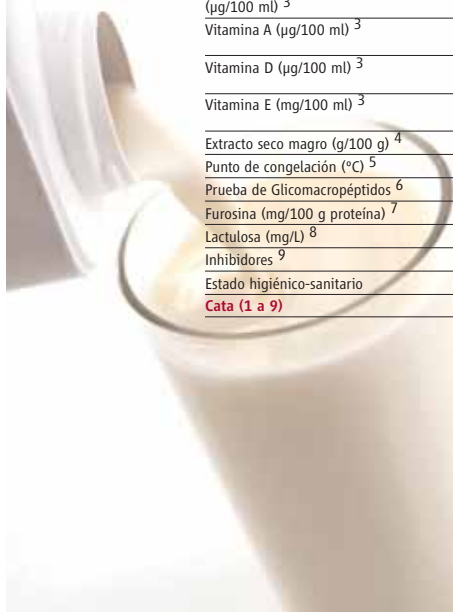 (µg/100 ml) 3
Vitamina A (µg/100 ml) 3
Vitamina D (µg/100 ml) 3
Vitamina E (mg/100 ml) 3
Extracto seco magro (g/100 g) 4
Punto de congelación (ºC) 5
Prueba de Glicomacropéptidos 6
Furosina (mg/100 g proteína) 7
Lactulosa (mg/L) 8
Inhibidores 9
Estado higiénico-sanitario
Cata (1 a 9)